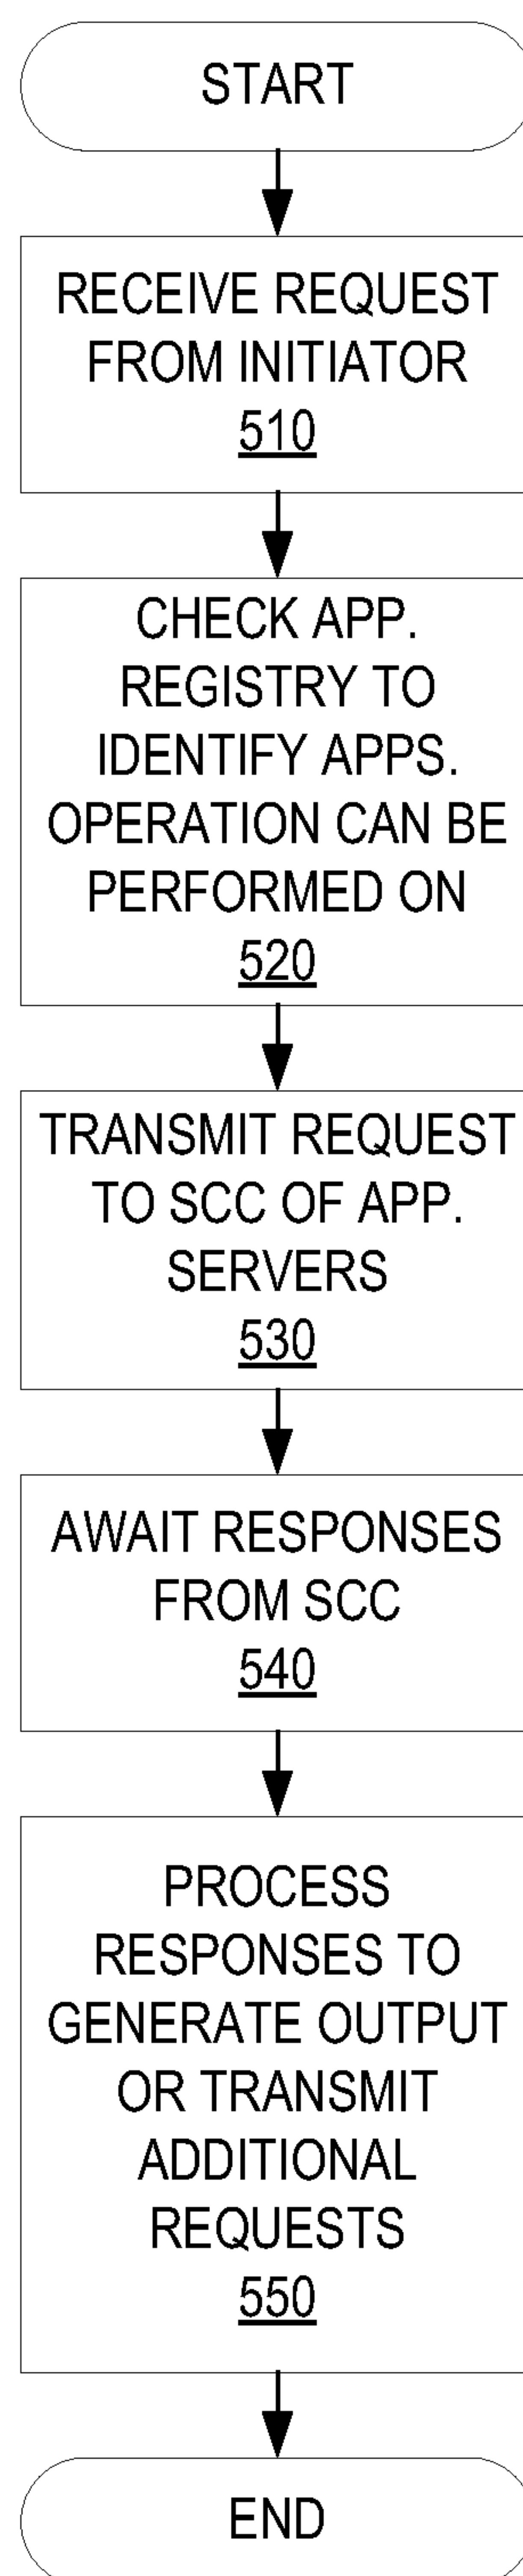 START
RECEIVE REQUEST
FROM INITIATOR
510
CHECK APP.
REGISTRY TO
IDENTIFY APPS.
OPERATION CAN BE
PERFORMED ON
520
TRANSMIT REQUEST
TO SCC OF APP.
SERVERS
530
AWAIT RESPONSES
FROM SCC
540
PROCESS
RESPONSES TO
GENERATE OUTPUT
OR TRANSMIT
ADDITIONAL
REQUESTS
550
END